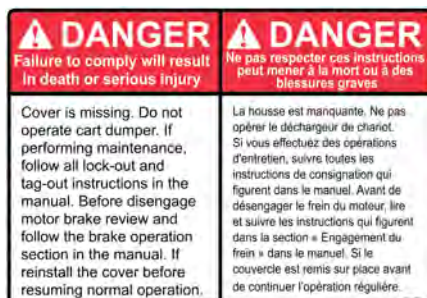 DANGER
Failure to comply will result
in death or serious injury
Cover is missing. Do not
operate cart dumper. If
performing maintenance,
follow all lock-out and
tag-out instructions in the
manual. Before disengage
motor brake review and
follow the brake operation
section in the manual. If
reinstall the cover before
resuming normal operation.
DANGER
Ne pas respecter ces instructions
peut mener à la mort ou à des
blessures graves
La housse est manquante. Ne pas
opérer le déchargeur de chariot.
Si vous effectuez des opérations
d'entretien, suivre toutes les
instructions de consignation qui
figurent dans le manuel. Avant de
désengager le frein du moteur, lire
et suivre les instructions qui figurent
dans la section « Engagement du
frein » dans le manuel. Si le
couvercle est remis sur place avant
de continuer l'opération régulière.